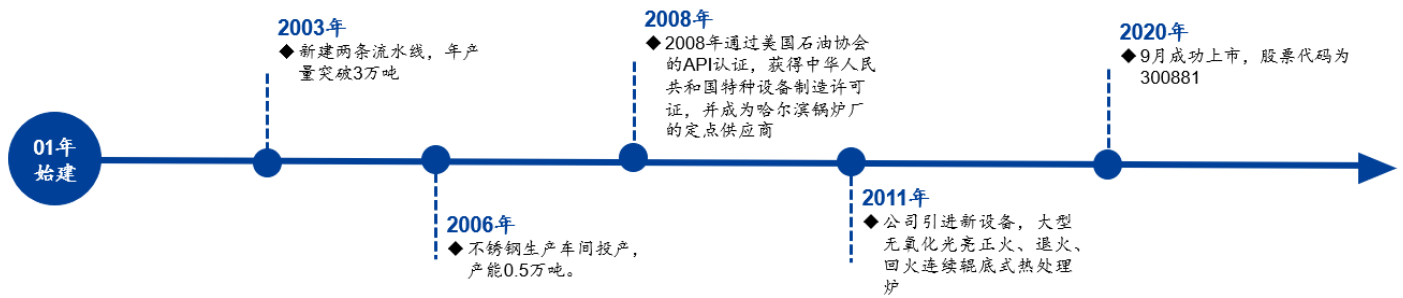 01年
始建
2003年
◆ 新建两条流水线，年产
量突破3万吨
2006年
◆ 不锈钢生产车间投产，
产能0.5万吨。
2008年
◆ 2008年通过美国石油协会
的API认证，获得中华人民
共和国特种设备制造许可
证，并成为哈尔滨锅炉厂
的定点供应商
2011年
◆ 公司引进新设备，大型
无氧化光亮正火、退火、
回火连续辊底式热处理
炉
2020年
◆ 9月成功上市，股票代码为
300881